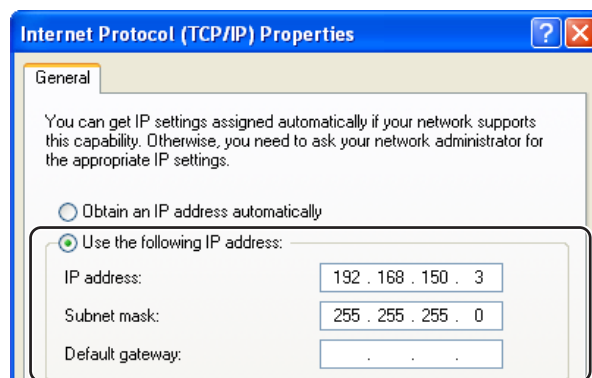 Internet Protocol (TCP/IP) Properties
General
You can get IP settings assigned automatically if your network supports
this capability. Otherwise, you need to ask your network administrator for
the appropriate IP settings.
Obtain an IP address automatically
Use the following IP address:
IP address: 192 . 168 . 150 . 3
Subnet mask: 255 . 255 . 255 . 0
Default gateway: . . .